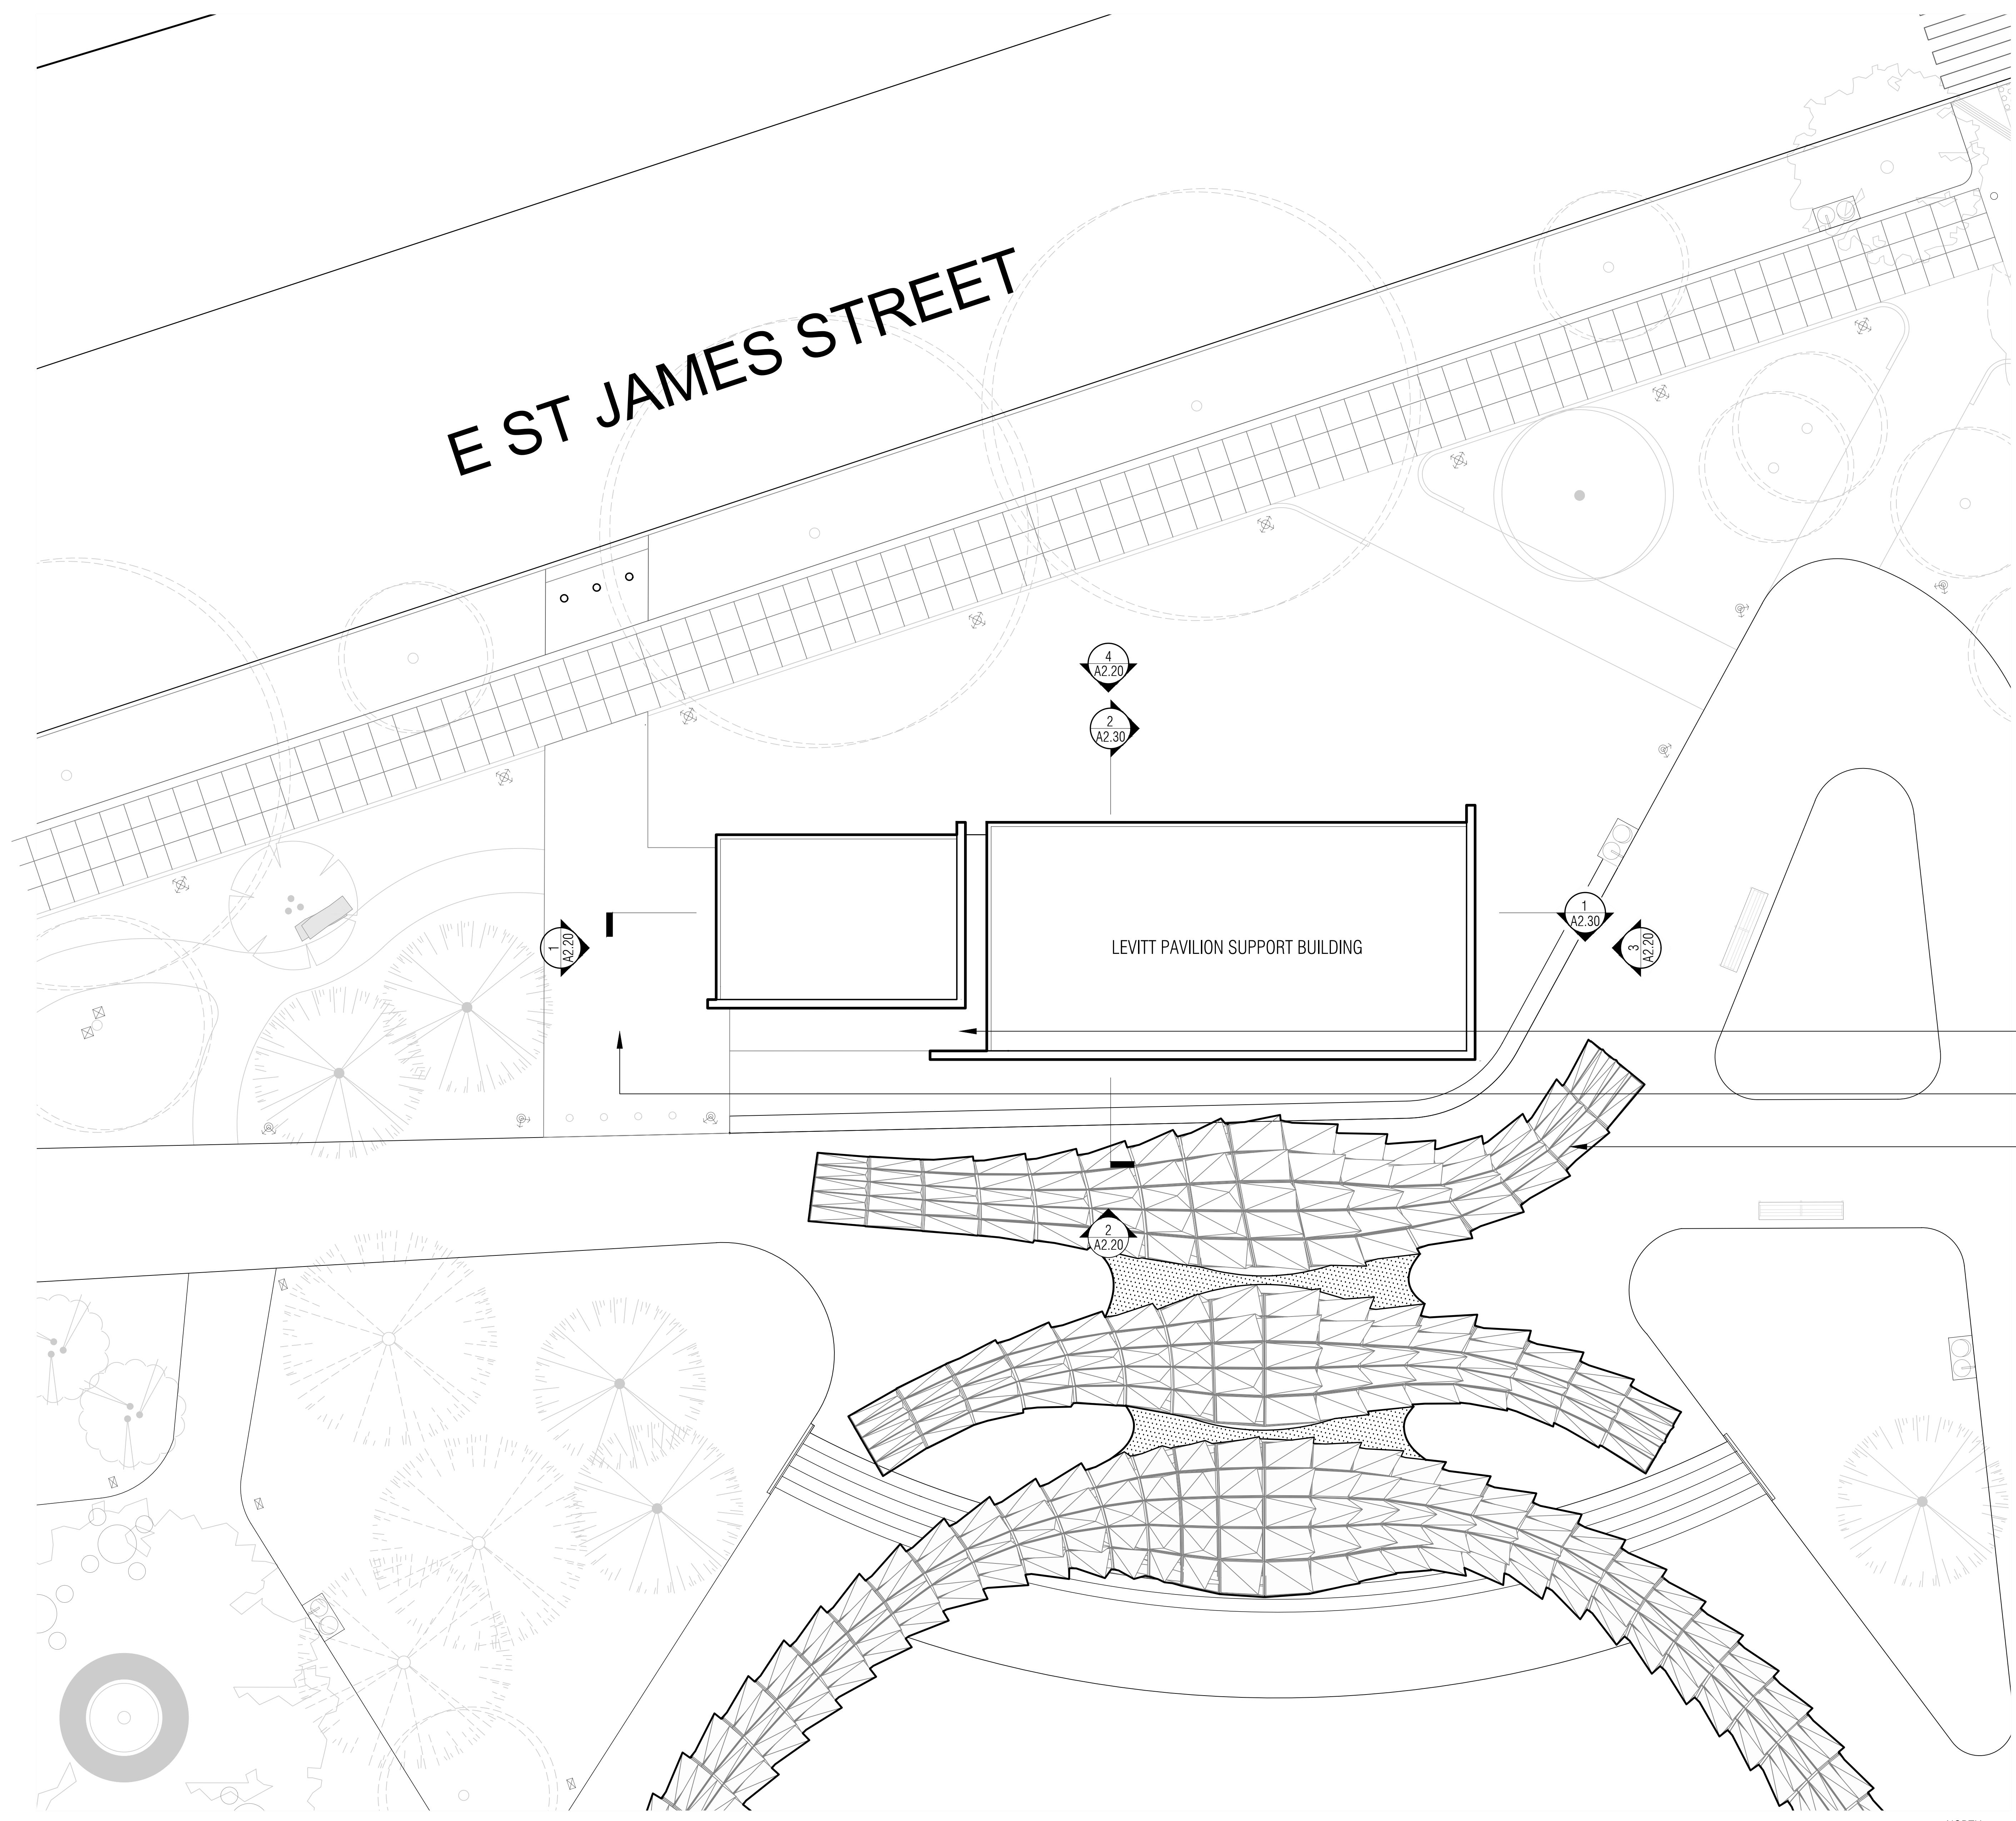 E ST JAMES STREET
4
A2.20
2
A2.30
1
A2.20
LEVITT PAVILION SUPPORT BUILDING
1
A2.30
3
A2.20
2
A2.20